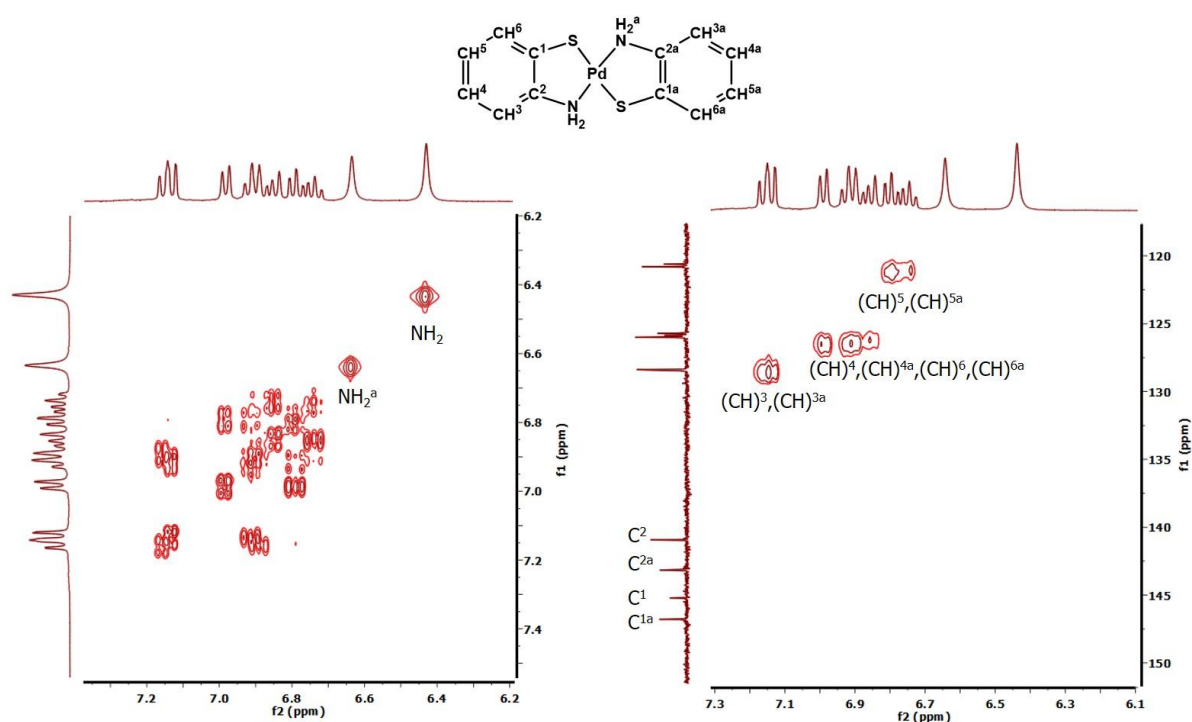 CH⁶ CH⁵ CH⁴ CH³ C¹ C² S N H₂ Pd
H₂ᵃ N S C²ᵃ C¹ᵃ CH³ᵃ CH⁴ᵃ CH⁵ᵃ CH⁶ᵃ
6.2
6.4
6.6
6.8
7.0
7.2
7.4
f1 (ppm)
NH₂
NH₂ᵃ
7.2 7.0 6.8 6.6 6.4 6.2
f2 (ppm)
120
125
130
135
140
145
150
f1 (ppm)
(CH)⁵,(CH)⁵ᵃ
(CH)⁴,(CH)⁴ᵃ,(CH)⁶,(CH)⁶ᵃ
(CH)³,(CH)³ᵃ
C²
C²ᵃ
C¹
C¹ᵃ
7.3 7.1 6.9 6.7 6.5 6.3 6.1
f2 (ppm)